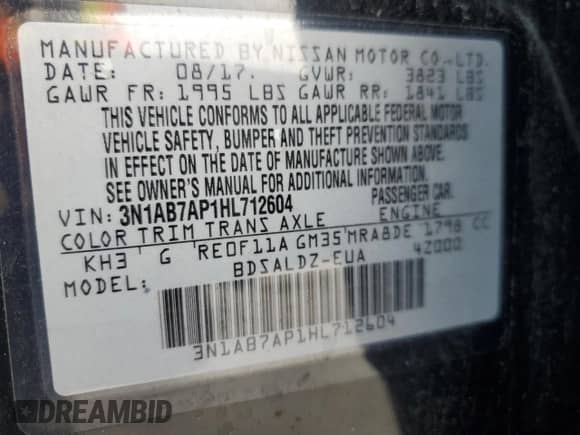 MANUFACTURED BY NISSAN MOTOR CO.,LTD.
DATE: 08/17. GVWR: 3823 LBS
GAWR FR: 1995 LBS GAWR RR: 1841 LBS
THIS VEHICLE CONFORMS TO ALL APPLICABLE FEDERAL MOTOR
VEHICLE SAFETY, BUMPER AND THEFT PREVENTION STANDARDS
IN EFFECT ON THE DATE OF MANUFACTURE SHOWN ABOVE.
SEE OWNER'S MANUAL FOR ADDITIONAL INFORMATION.
VIN: 3N1AB7AP1HL712604 PASSENGER CAR.
COLOR TRIM TRANS AXLE ENGINE
KH3 G RE0F11A GM35 MRA8DE 1798 CC
MODEL: BDSALDZ-EUA 42000
3N1AB7AP1HL712604
DREAMBID